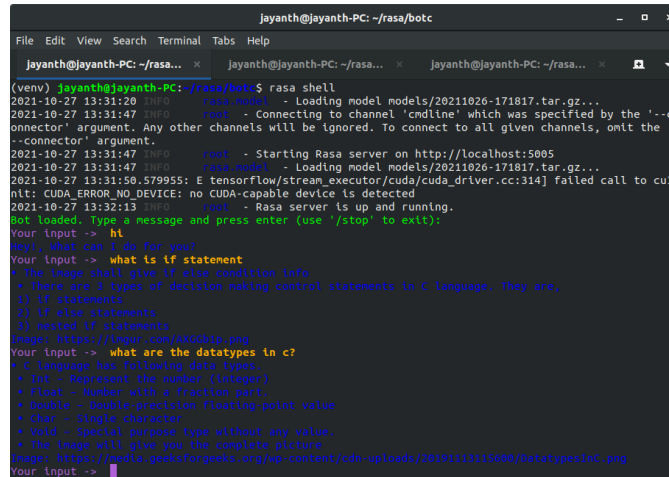 jayanth@jayanth-PC: ~/rasa/botc
File Edit View Search Terminal Tabs Help
jayanth@jayanth-PC: ~/rasa... × jayanth@jayanth-PC: ~/rasa... × jayanth@jayanth-PC: ~/rasa... ×
(venv) jayanth@jayanth-PC:~/rasa/botc$ rasa shell
2021-10-27 13:31:20 INFO rasa.model - Loading model models/20211026-171817.tar.gz...
2021-10-27 13:31:47 INFO root - Connecting to channel 'cmdline' which was specified by the '--c
onnector' argument. Any other channels will be ignored. To connect to all given channels, omit the
--connector' argument.
2021-10-27 13:31:47 INFO root - Starting Rasa server on http://localhost:5005
2021-10-27 13:31:47 INFO rasa.model - Loading model models/20211026-171817.tar.gz...
2021-10-27 13:31:50.579955: E tensorflow/stream_executor/cuda/cuda_driver.cc:314] failed call to cuI
nit: CUDA_ERROR_NO_DEVICE: no CUDA-capable device is detected
2021-10-27 13:32:13 INFO root - Rasa server is up and running.
Bot loaded. Type a message and press enter (use '/stop' to exit):
Your input -> hi
Hey!, What can I do for you?
Your input -> what is if statement
• The image shall give if else condition info
• There are 3 types of decision making control statements in C language. They are,
1) if statements
2) if else statements
3) nested if statements
Image: https://imgur.com/
Your input -> what are the datatypes in c?
• C language has following data types.
• Int - Represent the number (integer)
• Float - Number with a fraction part.
• Double - Double-precision floating point value
• Char - Single character
• Void - Special purpose type without any value.
• The image will give you the complete picture
Image: https://media.geeksforgeeks.org/wp-content/cdn-uploads/20191113115600/DatatypesInC.png
Your input ->